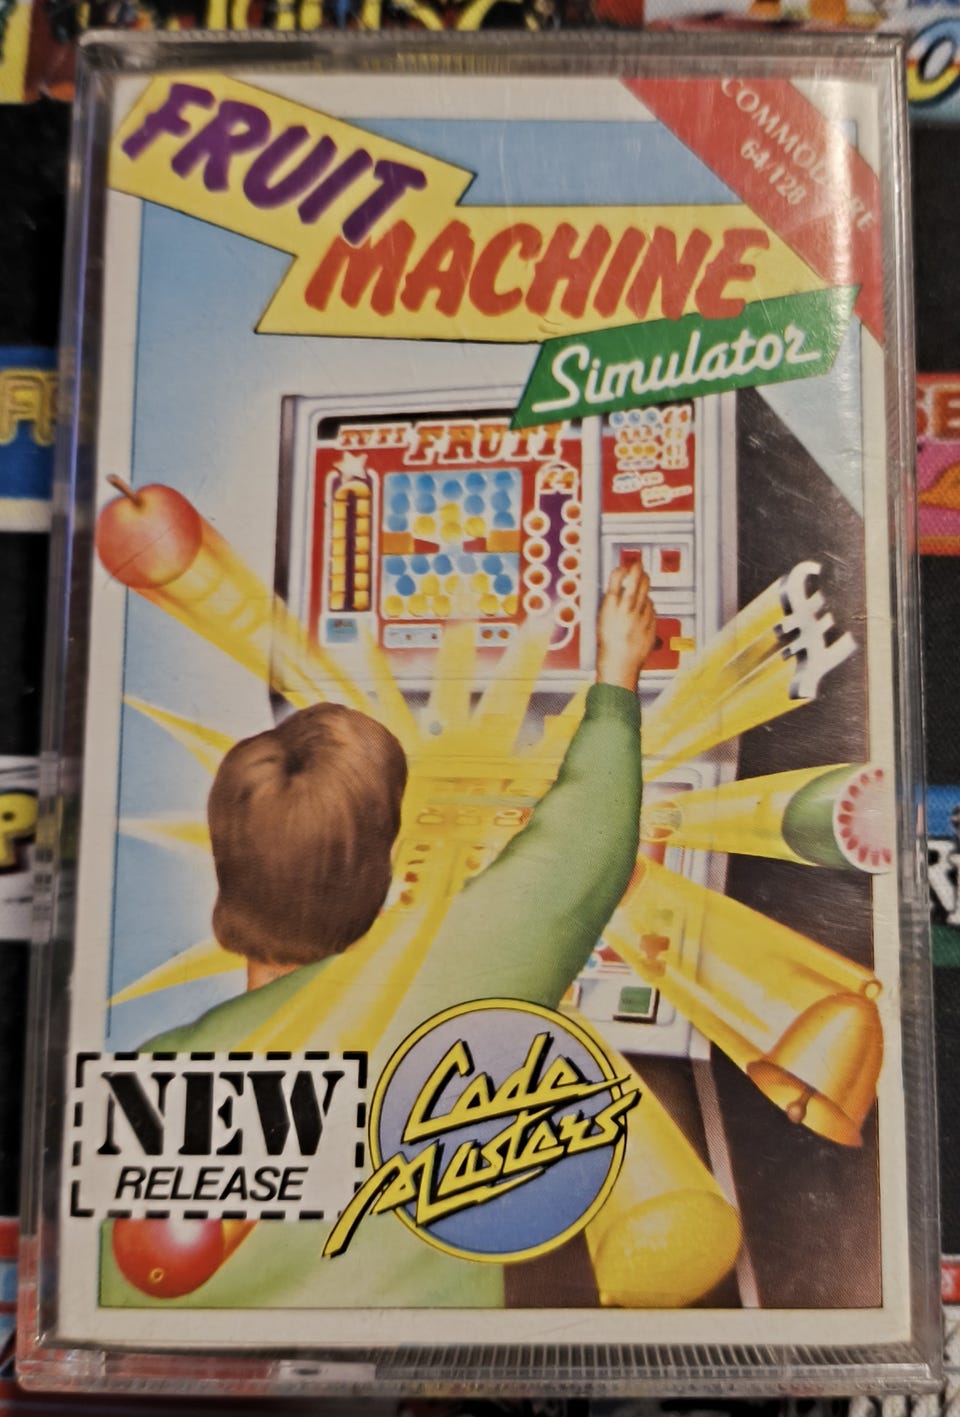 FRUIT
MACHINE
Simulator
COMMODORE
64/128
FRUIT
NEW
RELEASE
Code
Masters